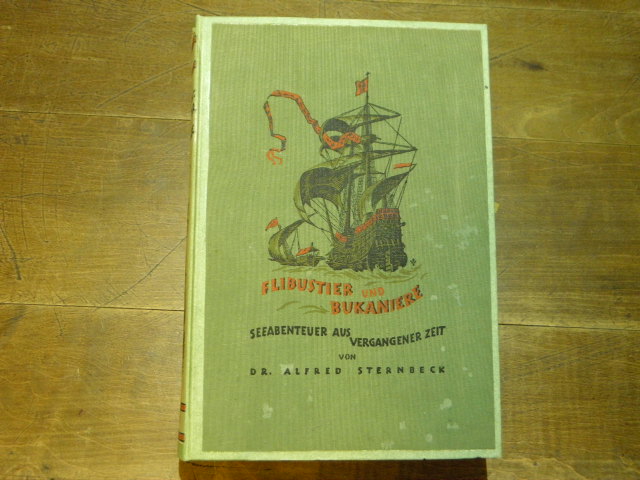 FLIBUSTIER UND
BUKANIERE
SEEABENTEUER AUS
VERGANGENER ZEIT
VON
DR. ALFRED STERNBECK